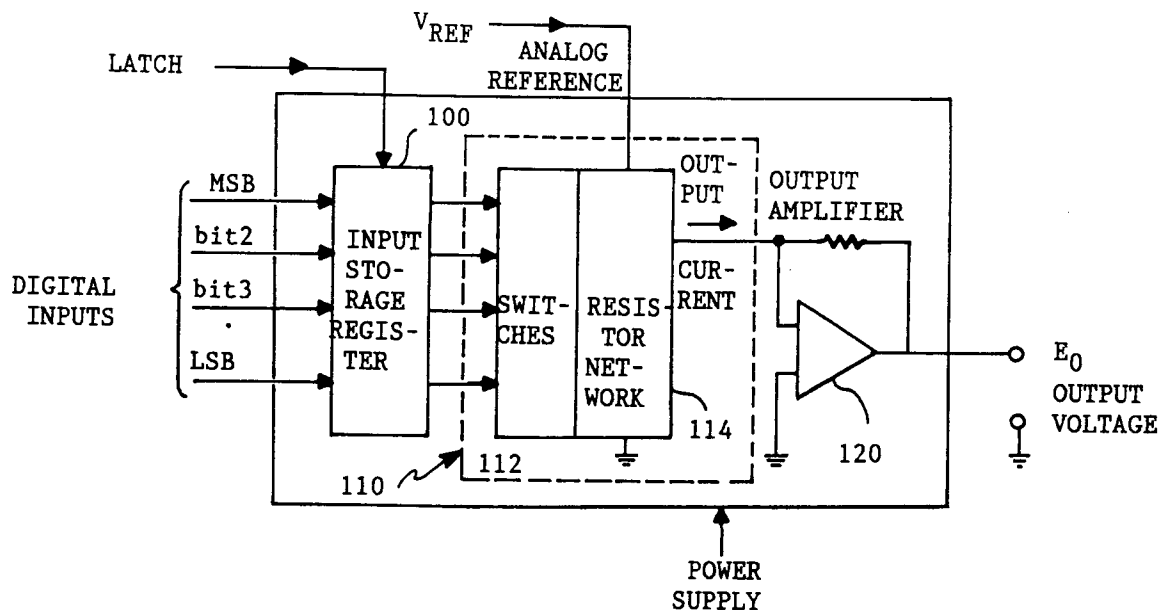 V_REF
ANALOG
REFERENCE
LATCH
100
MSB
bit2
bit3
LSB
DIGITAL
INPUTS
INPUT
STO-
RAGE
REGIS-
TER
SWIT-
CHES
RESIS-
TOR
NET-
WORK
OUT-
PUT
CUR-
RENT
OUTPUT
AMPLIFIER
114
112
110
120
E_0
OUTPUT
VOLTAGE
POWER
SUPPLY